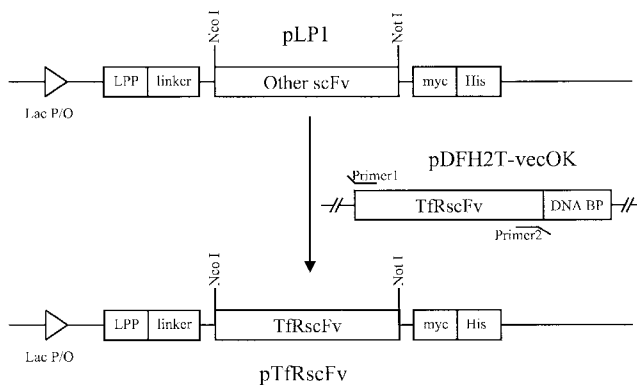 pLP1
Nco I
Not I
LPP
linker
Other scFv
myc
His
Lac P/O
pDFH2T-vecOK
Primer1
TfRscFv
DNA BP
Primer2
Nco I
Not I
LPP
linker
TfRscFv
myc
His
Lac P/O
pTfRscFv